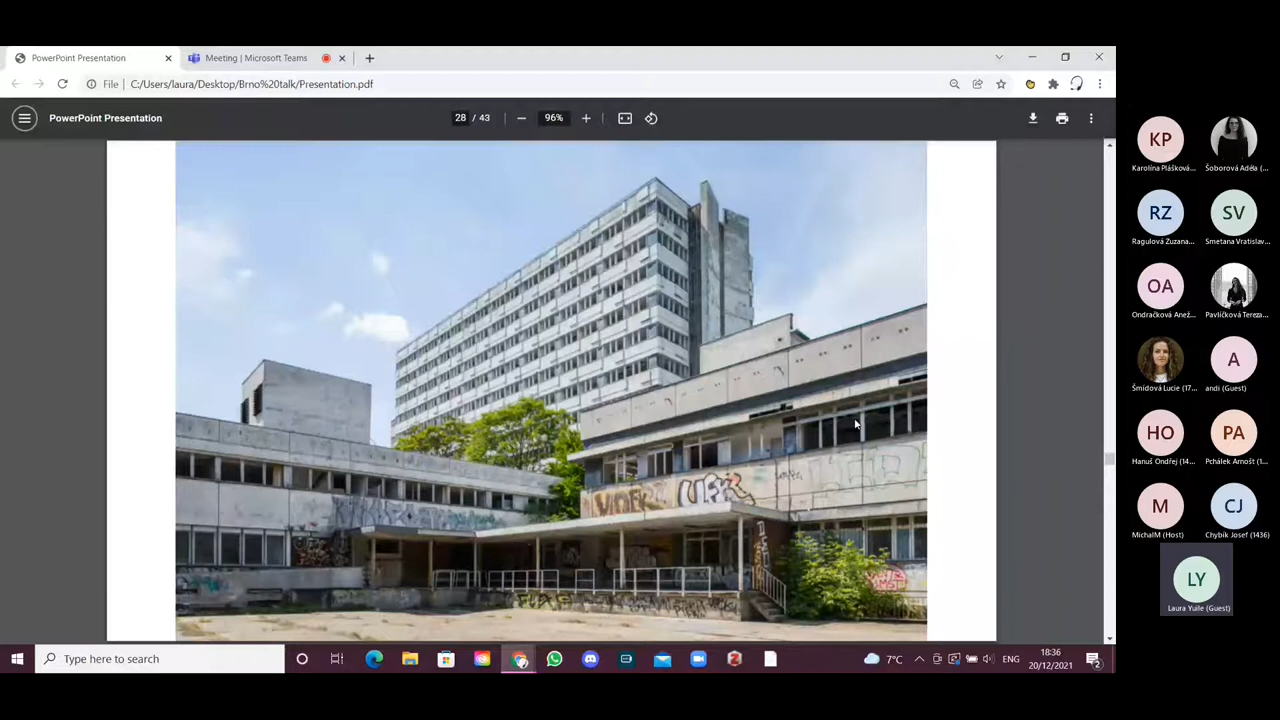 PowerPoint Presentation
Meeting | Microsoft Teams
File
C:/Users/laura/Desktop/Brno%20talk/Presentation.pdf
PowerPoint Presentation
28 / 43
96%
KP
Karolína Plášková...
Šoborová Adéla (...
RZ
SV
Ragulová Zuzana...
Smetana Vratislav...
OA
Ondračková Anež...
Pavlíčková Tereza...
A
Šmídová Lucie (17...
andi (Guest)
HO
PA
Hanuš Ondřej (14...
Pchálek Arnošt (1...
M
CJ
MichalM (Host)
Chybík Josef (1436)
LY
Laura Yuile (Guest)
Type here to search
7°C
ENG
18:36
20/12/2021
2